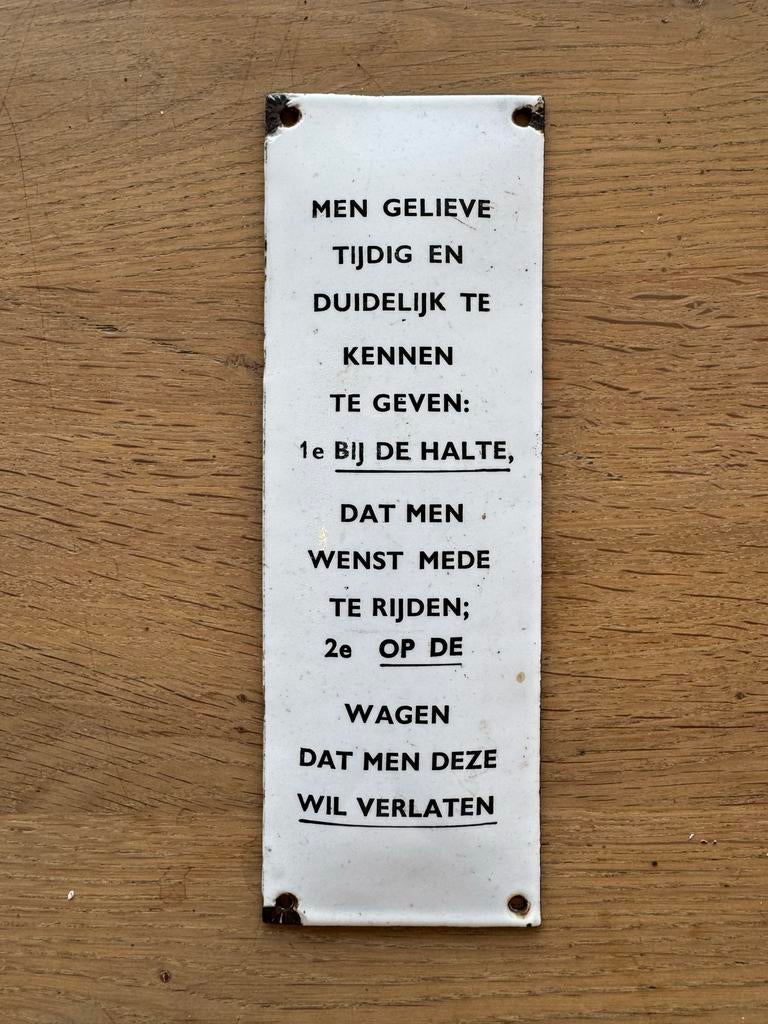 MEN GELIEVE
TIJDIG EN
DUIDELIJK TE
KENNEN
TE GEVEN:
1e BIJ DE HALTE,
DAT MEN
WENST MEDE
TE RIJDEN;
2e OP DE
WAGEN
DAT MEN DEZE
WIL VERLATEN